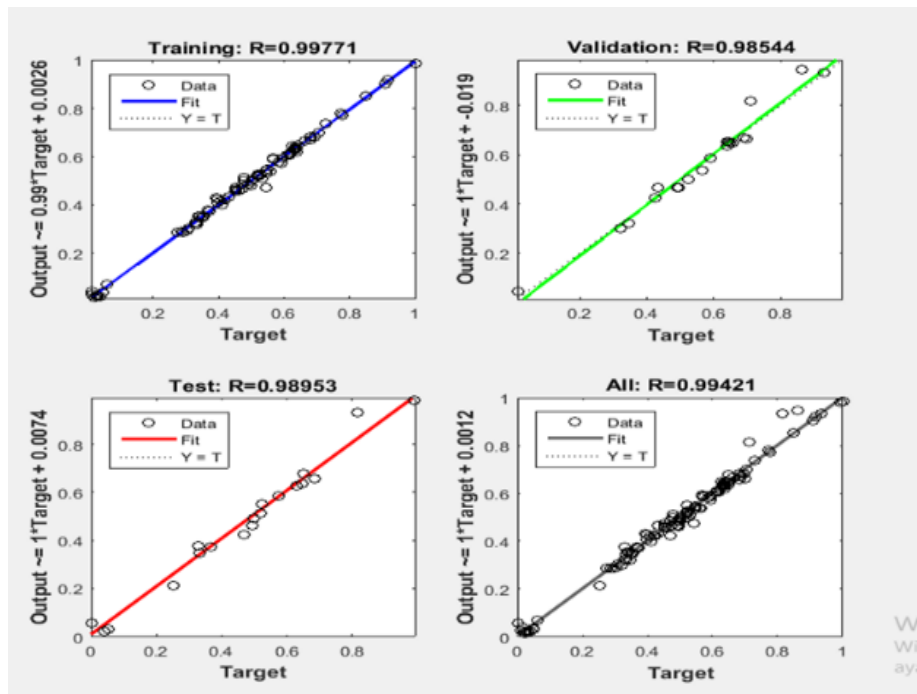 Training: R=0.99771
Output ~= 0.99*Target + 0.0026
1
0.8
0.6
0.4
0.2
Data
Fit
Y = T
0.2
0.4
0.6
0.8
1
Target
Validation: R=0.98544
Output ~= 1*Target + -0.019
0.8
0.6
0.4
0.2
Data
Fit
Y = T
0.2
0.4
0.6
0.8
Target
Test: R=0.98953
Output ~= 1*Target + 0.0074
0.8
0.6
0.4
0.2
0
Data
Fit
Y = T
0
0.2
0.4
0.6
0.8
Target
All: R=0.99421
Output ~= 1*Target + 0.0012
1
0.8
0.6
0.4
0.2
0
Data
Fit
Y = T
0
0.2
0.4
0.6
0.8
1
Target
W
Wi
aya